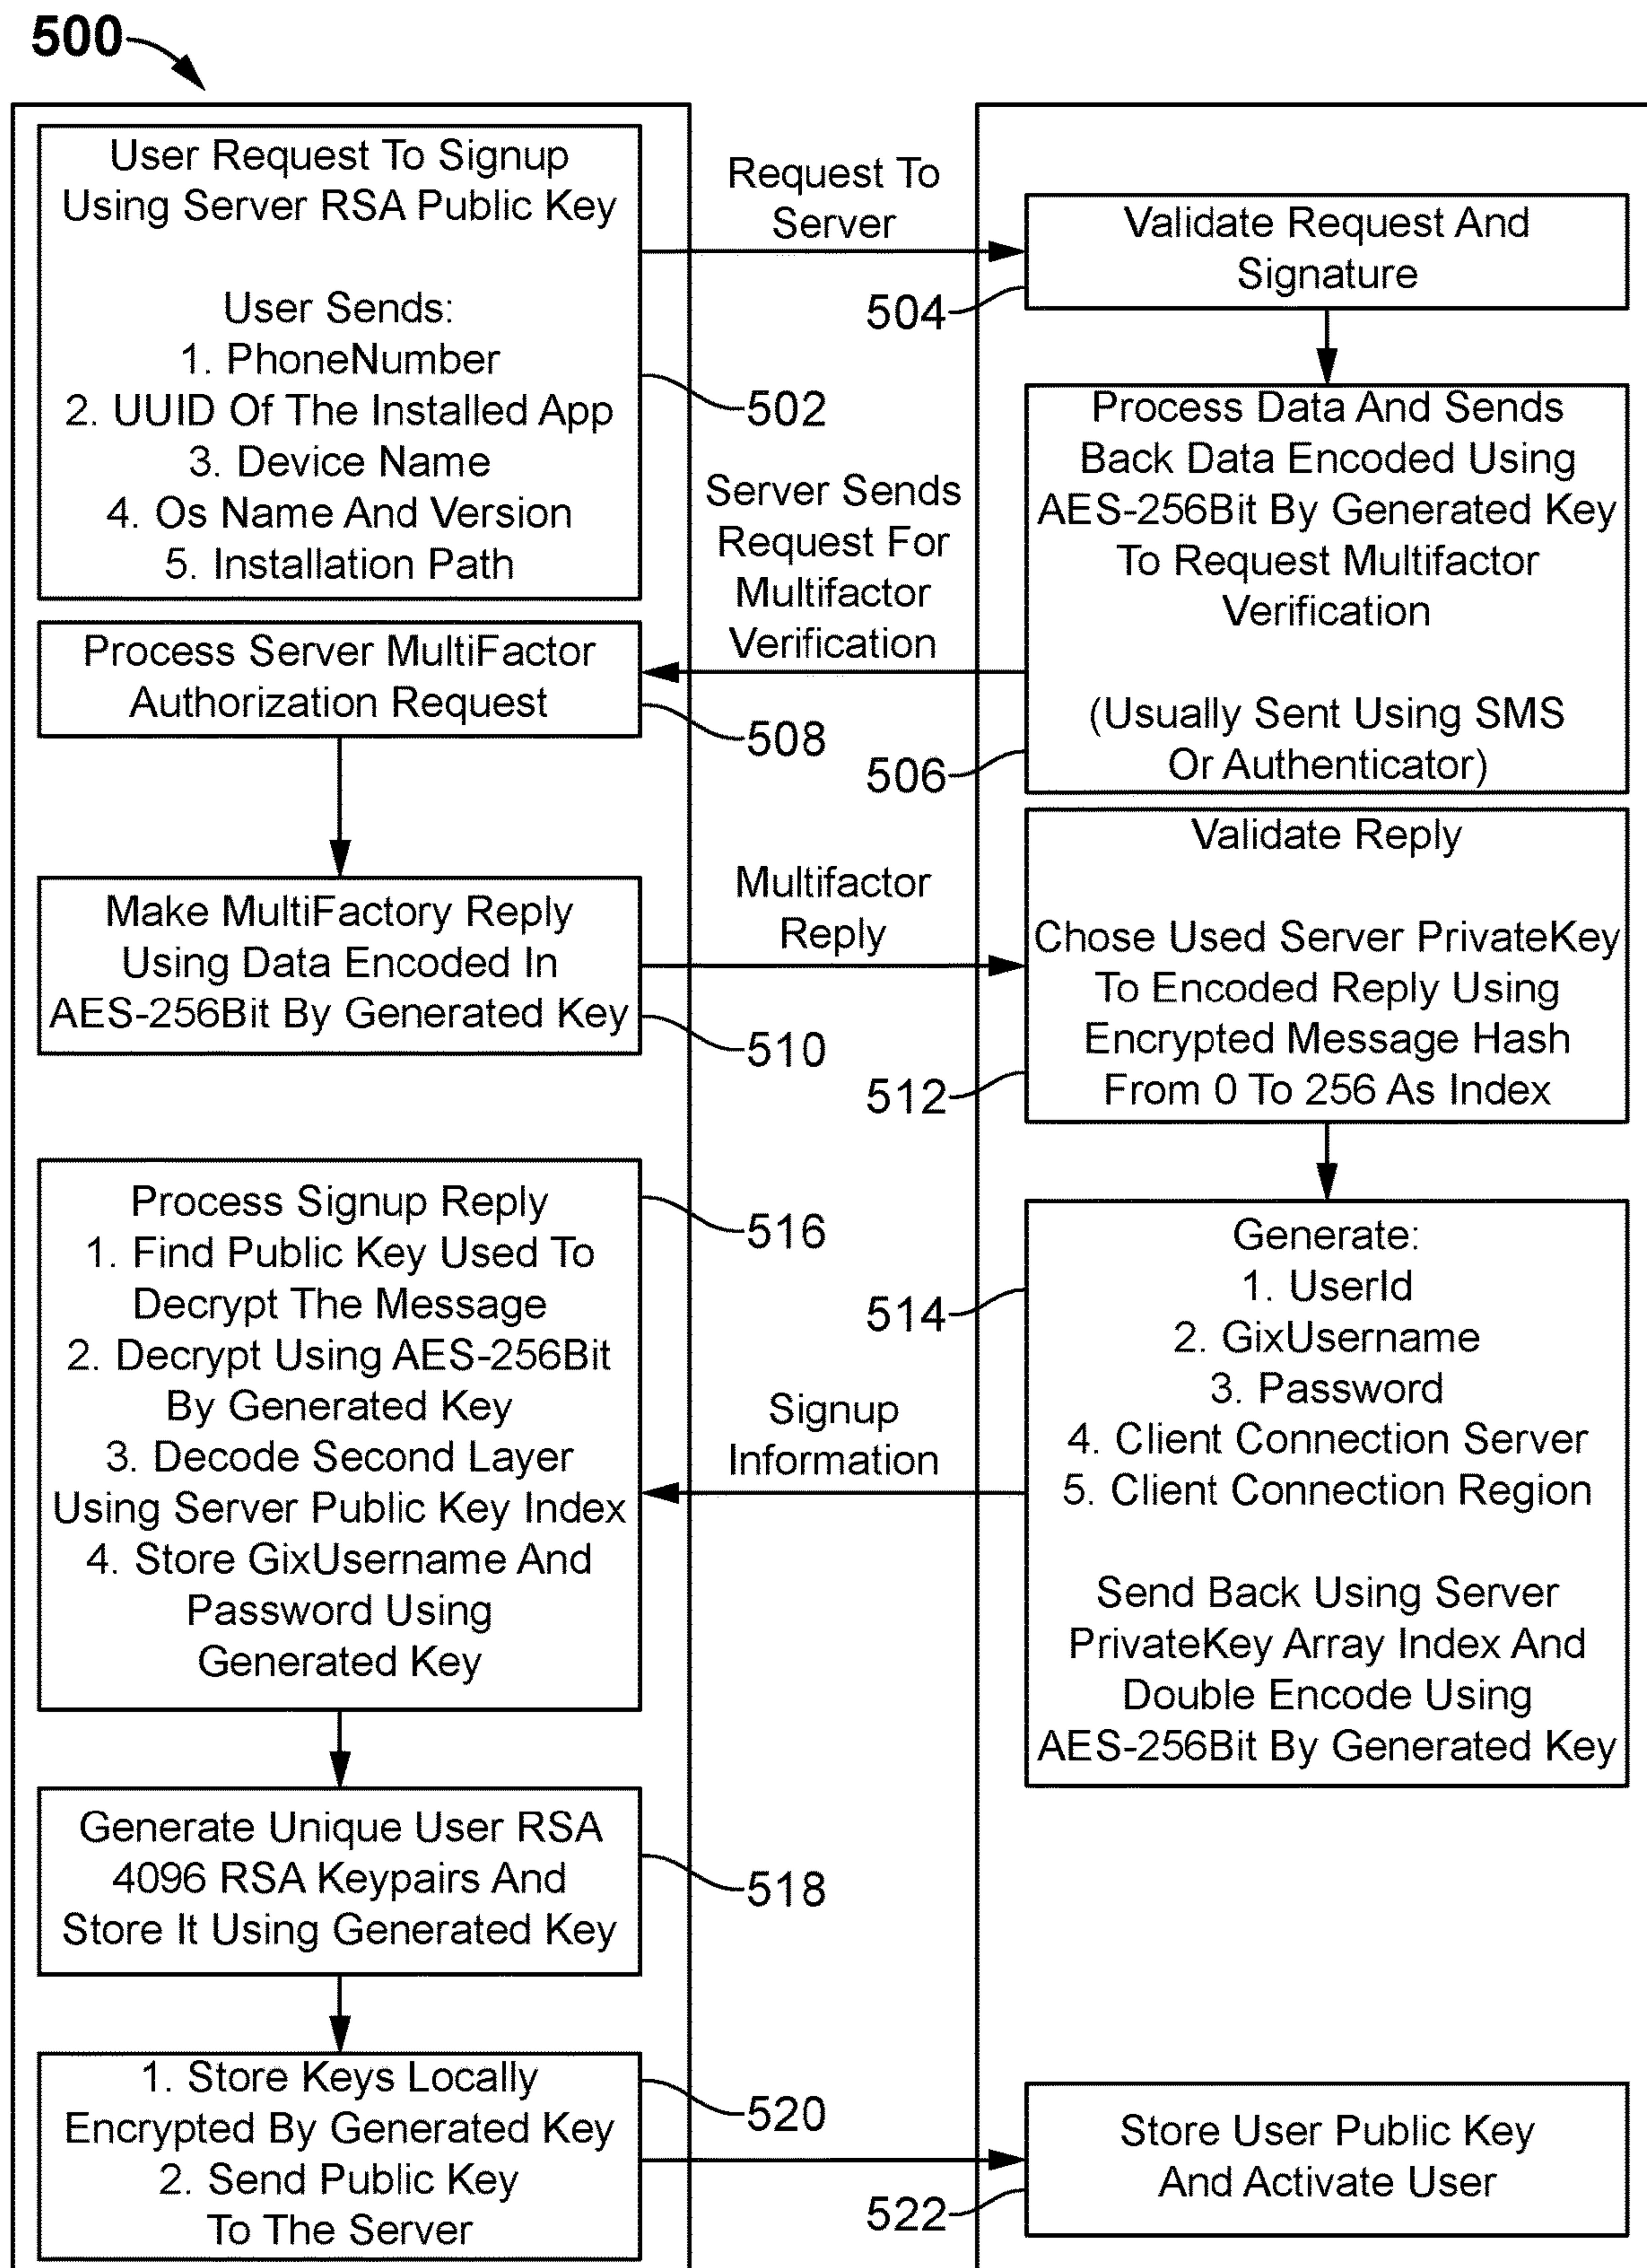 500
User Request To Signup
Using Server RSA Public Key
User Sends:
1. PhoneNumber
2. UUID Of The Installed App
3. Device Name
4. Os Name And Version
5. Installation Path
502
Request To
Server
Validate Request And
Signature
504
Process Data And Sends
Back Data Encoded Using
AES-256Bit By Generated Key
To Request Multifactor
Verification
(Usually Sent Using SMS
Or Authenticator)
506
Server Sends
Request For
Multifactor
Verification
Process Server MultiFactor
Authorization Request
508
Make MultiFactory Reply
Using Data Encoded In
AES-256Bit By Generated Key
510
Multifactor
Reply
Validate Reply
Chose Used Server PrivateKey
To Encoded Reply Using
Encrypted Message Hash
From 0 To 256 As Index
512
Generate:
1. UserId
2. GixUsername
3. Password
4. Client Connection Server
5. Client Connection Region
Send Back Using Server
PrivateKey Array Index And
Double Encode Using
AES-256Bit By Generated Key
514
Signup
Information
Process Signup Reply
1. Find Public Key Used To
Decrypt The Message
2. Decrypt Using AES-256Bit
By Generated Key
3. Decode Second Layer
Using Server Public Key Index
4. Store GixUsername And
Password Using
Generated Key
516
Generate Unique User RSA
4096 RSA Keypairs And
Store It Using Generated Key
518
1. Store Keys Locally
Encrypted By Generated Key
2. Send Public Key
To The Server
520
Store User Public Key
And Activate User
522